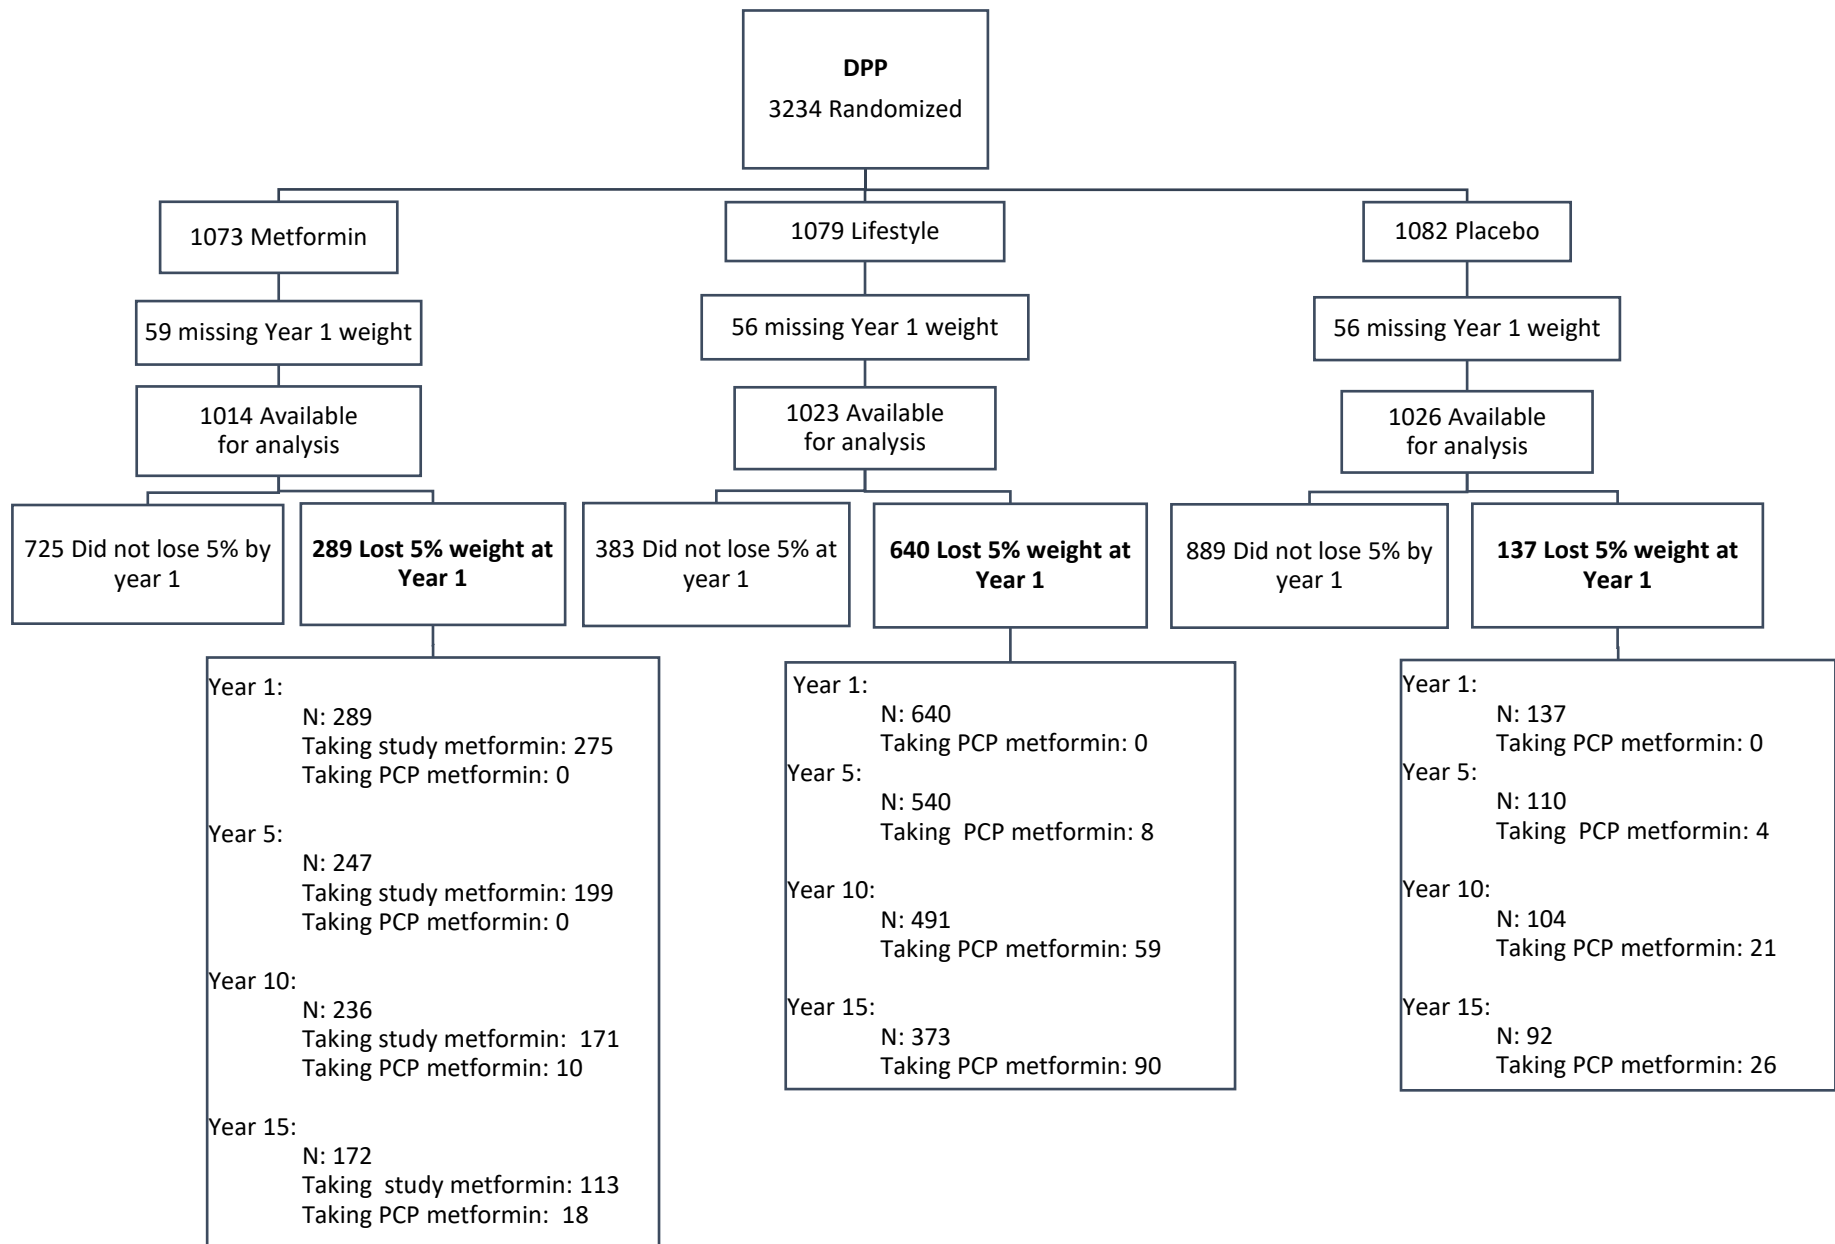 DPP
3234 Randomized
1073 Metformin
59 missing Year 1 weight
1014 Available
for analysis
725 Did not lose 5% by
year 1
289 Lost 5% weight at
Year 1
Year 1:
N: 289
Taking study metformin: 275
Taking PCP metformin: 0
Year 5:
N: 247
Taking study metformin: 199
Taking PCP metformin: 0
Year 10:
N: 236
Taking study metformin: 171
Taking PCP metformin: 10
Year 15:
N: 172
Taking study metformin: 113
Taking PCP metformin: 18
1079 Lifestyle
56 missing Year 1 weight
1023 Available
for analysis
383 Did not lose 5% at
year 1
640 Lost 5% weight at
Year 1
Year 1:
N: 640
Taking PCP metformin: 0
Year 5:
N: 540
Taking PCP metformin: 8
Year 10:
N: 491
Taking PCP metformin: 59
Year 15:
N: 373
Taking PCP metformin: 90
1082 Placebo
56 missing Year 1 weight
1026 Available
for analysis
889 Did not lose 5% by
year 1
137 Lost 5% weight at
Year 1
Year 1:
N: 137
Taking PCP metformin: 0
Year 5:
N: 110
Taking PCP metformin: 4
Year 10:
N: 104
Taking PCP metformin: 21
Year 15:
N: 92
Taking PCP metformin: 26